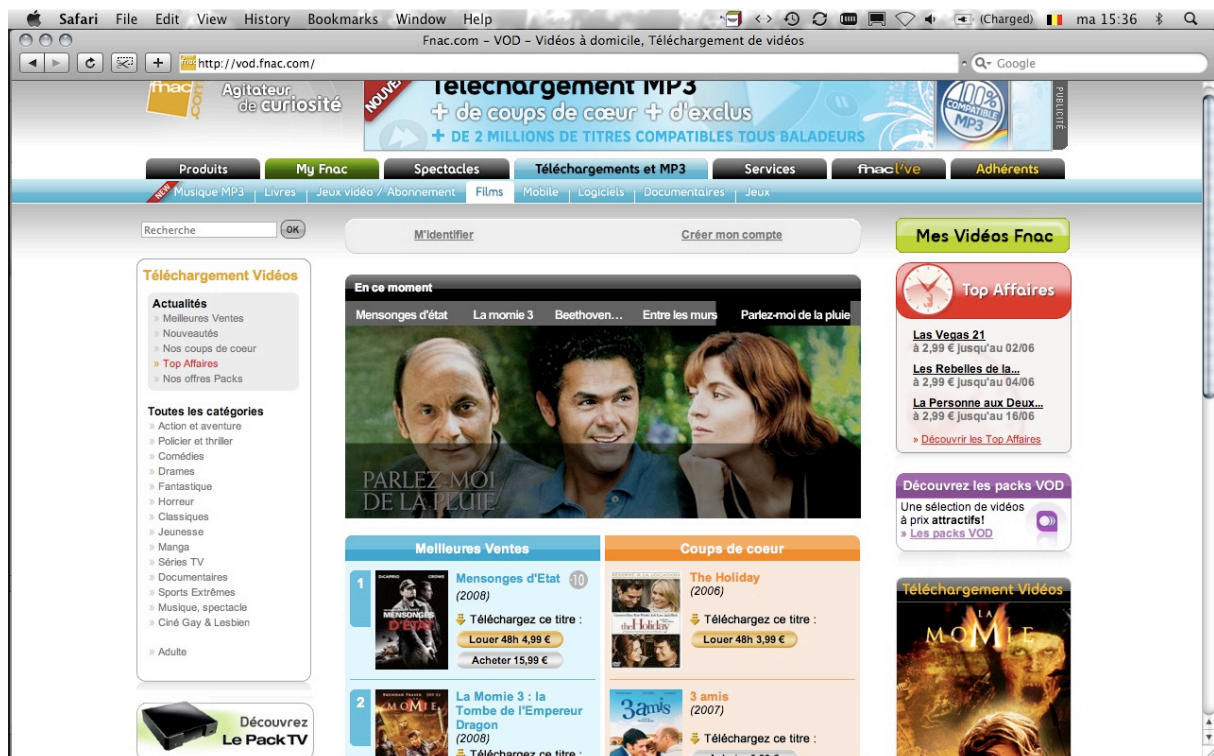 Safari File Edit View History Bookmarks Window Help (Charged) ma 15:36
Fnac.com – VOD – Vidéos à domicile, Téléchargement de vidéos
http://vod.fnac.com/ Google
fnac.com Agitateur
de curiosité
NOUVEAU
Téléchargement MP3
+ de coups de cœur + d'exclus
+ DE 2 MILLIONS DE TITRES COMPATIBLES TOUS BALADEURS
100%
COMPATIBLE
MP3
PUBLICITÉ
Produits My Fnac Spectacles Téléchargements et MP3 Services fnac live Adhérents
NEW Musique MP3 Livres Jeux vidéo / Abonnement Films Mobile Logiciels Documentaires Jeux
Recherche OK
M'identifier Créer mon compte
Mes Vidéos Fnac
Téléchargement Vidéos
Actualités
» Meilleures Ventes
» Nouveautés
» Nos coups de coeur
» Top Affaires
» Nos offres Packs
Toutes les catégories
» Action et aventure
» Policier et thriller
» Comédies
» Drames
» Fantastique
» Horreur
» Classiques
» Jeunesse
» Manga
» Séries TV
» Documentaires
» Sports Extrêmes
» Musique, spectacle
» Ciné Gay & Lesbien
» Adulte
Découvrez
Le Pack TV
En ce moment
Mensonges d'état La momie 3 Beethoven... Entre les murs Parlez-moi de la pluie
PARLEZ-MOI
DE LA PLUIE
Meilleures Ventes
1
DiCAPRIO CROWE
MENSONGES
D'ETAT
Mensonges d'Etat -10
(2008)
Téléchargez ce titre :
Louer 48h 4,99 €
Acheter 15,99 €
2
LA MOMIE
La Momie 3 : la
Tombe de l'Empereur
Dragon
(2008)
Téléchargez ce titre :
Coups de coeur
the Holiday
The Holiday
(2006)
Téléchargez ce titre :
Louer 48h 3,99 €
3 amis
3 amis
(2007)
Téléchargez ce titre :
Top Affaires
Las Vegas 21
à 2,99 € jusqu'au 02/06
Les Rebelles de la...
à 2,99 € jusqu'au 04/06
La Personne aux Deux...
à 2,99 € jusqu'au 16/06
» Découvrir les Top Affaires
Découvrez les packs VOD
Une sélection de vidéos
à prix attractifs!
» Les packs VOD
Téléchargement Vidéos
LA
MOMIE